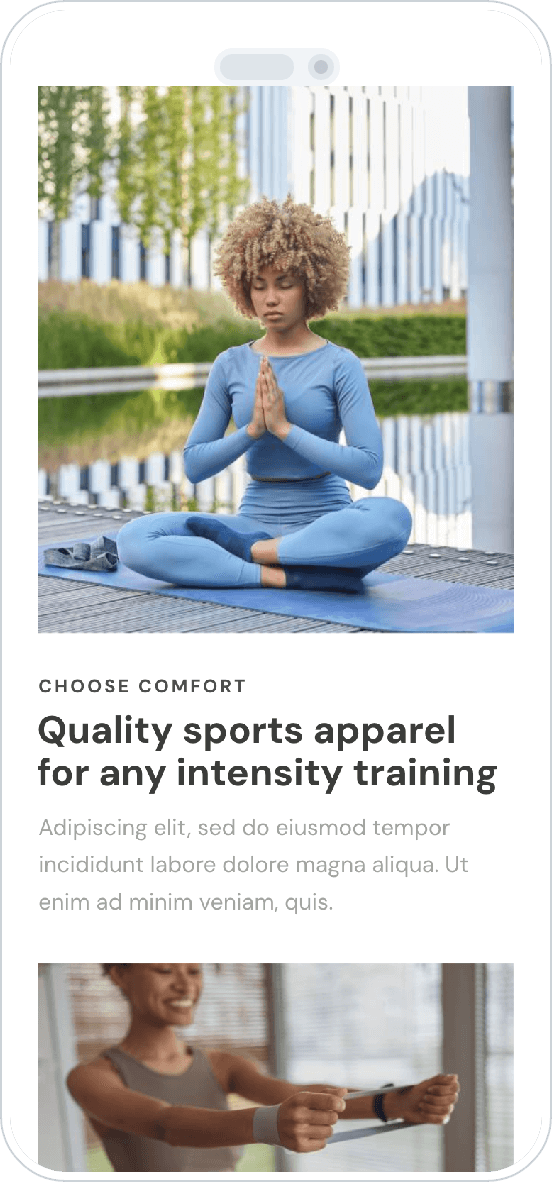 CHOOSE COMFORT
Quality sports apparel
for any intensity training
Adipiscing elit, sed do eiusmod tempor
incididunt labore dolore magna aliqua. Ut
enim ad minim veniam, quis.